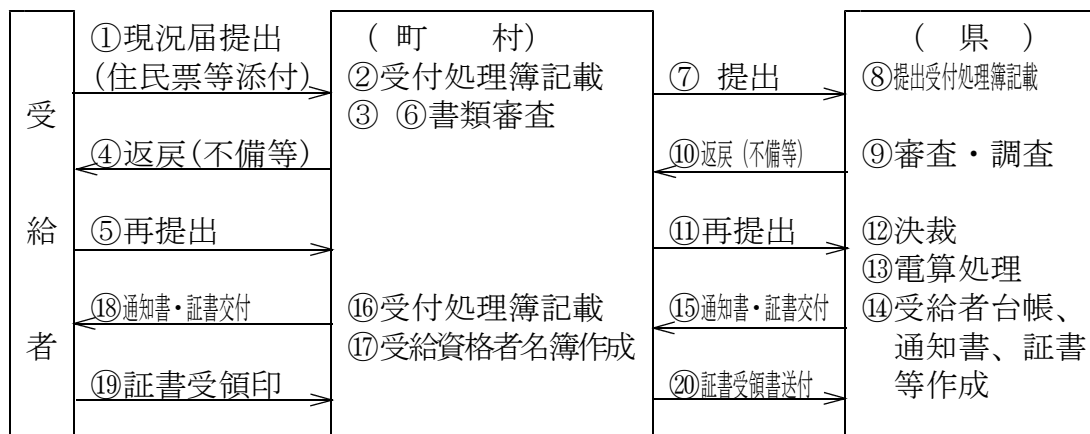 受給者
①現況届提出
(住民票等添付)
④返戻(不備等)
⑤再提出
⑱通知書・証書交付
⑲証書受領印
(町　　村)
②受付処理簿記載
③ ⑥書類審査
⑯受付処理簿記載
⑰受給資格者名簿作成
⑦ 提出
⑩返戻(不備等)
⑪再提出
⑮通知書・証書交付
⑳証書受領書送付
(　県　)
⑧提出受付処理簿記載
⑨審査・調査
⑫決裁
⑬電算処理
⑭受給者台帳、
通知書、証書
等作成